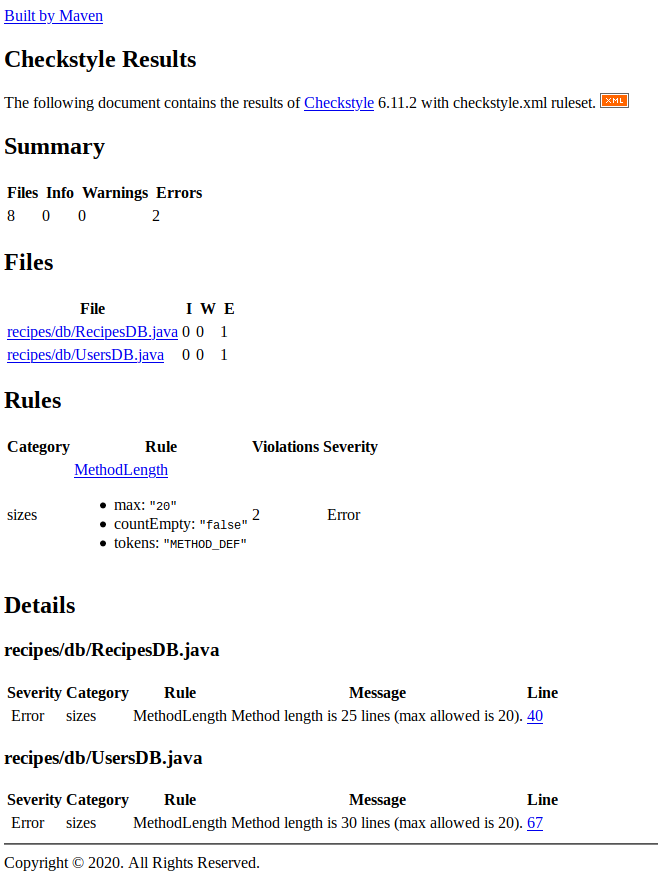 Built by Maven
Checkstyle Results
The following document contains the results of Checkstyle 6.11.2 with checkstyle.xml ruleset. XML
Summary
Files Info Warnings Errors
8 0 0 2
Files
File I W E
recipes/db/RecipesDB.java 0 0 1
recipes/db/UsersDB.java 0 0 1
Rules
Category Rule Violations Severity
MethodLength
• max: "20"
sizes 2 Error
• countEmpty: "false"
• tokens: "METHOD_DEF"
Details
recipes/db/RecipesDB.java
Severity Category Rule Message Line
Error sizes MethodLength Method length is 25 lines (max allowed is 20). 40
recipes/db/UsersDB.java
Severity Category Rule Message Line
Error sizes MethodLength Method length is 30 lines (max allowed is 20). 67
Copyright © 2020. All Rights Reserved.